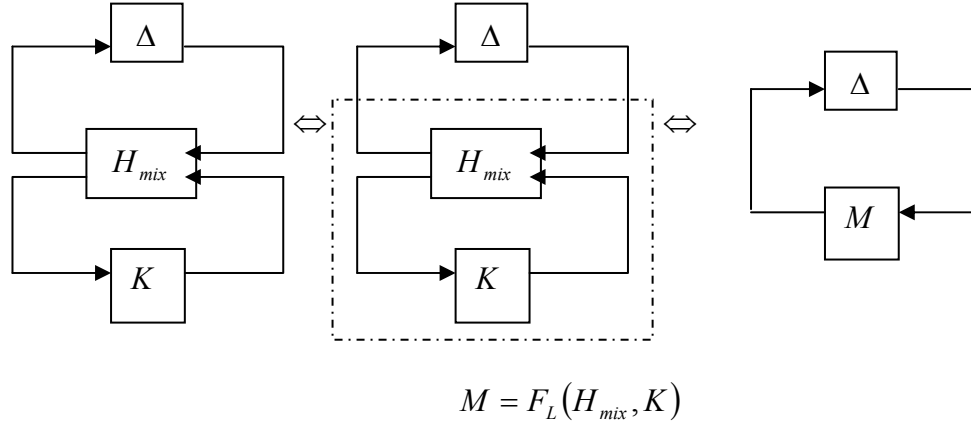 Δ Δ Δ
⇔ ⇔
H_mix H_mix
M
K K
M = F_L(H_mix, K)